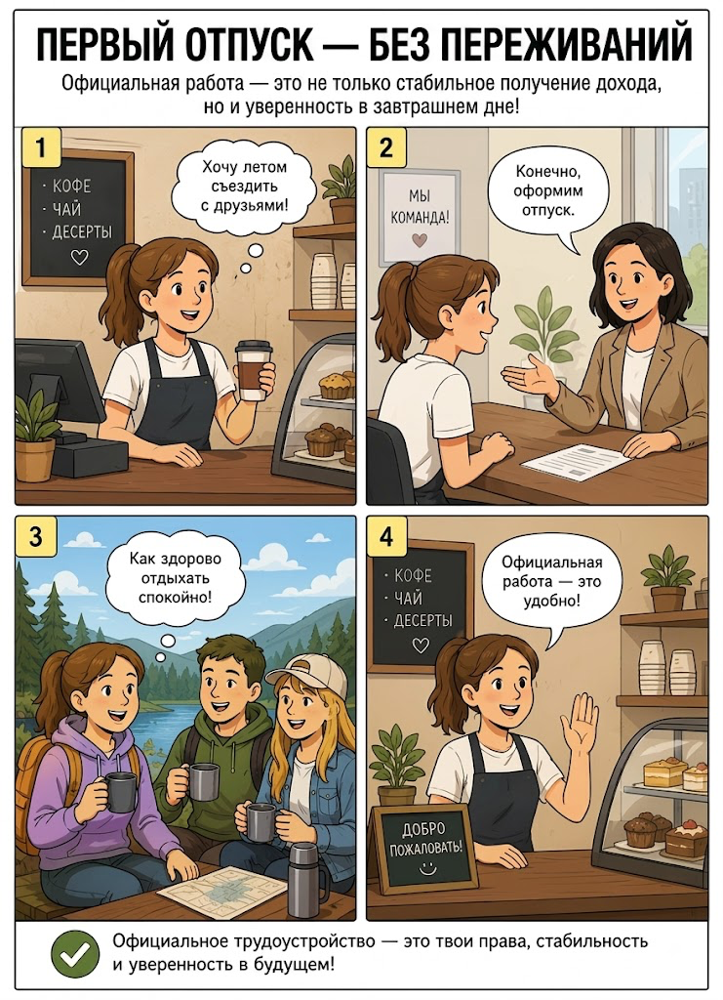 ПЕРВЫЙ ОТПУСК — БЕЗ ПЕРЕЖИВАНИЙ
Официальная работа — это не только стабильное получение дохода,
но и уверенность в завтрашнем дне!
1
· КОФЕ
· ЧАЙ
· ДЕСЕРТЫ
Хочу летом
съездить
с друзьями!
2
МЫ
КОМАНДА!
Конечно,
оформим
отпуск.
3
Как здорово
отдыхать
спокойно!
4
· КОФЕ
· ЧАЙ
· ДЕСЕРТЫ
Официальная
работа — это
удобно!
ДОБРО
ПОЖАЛОВАТЬ!
Официальное трудоустройство — это твои права, стабильность
и уверенность в будущем!